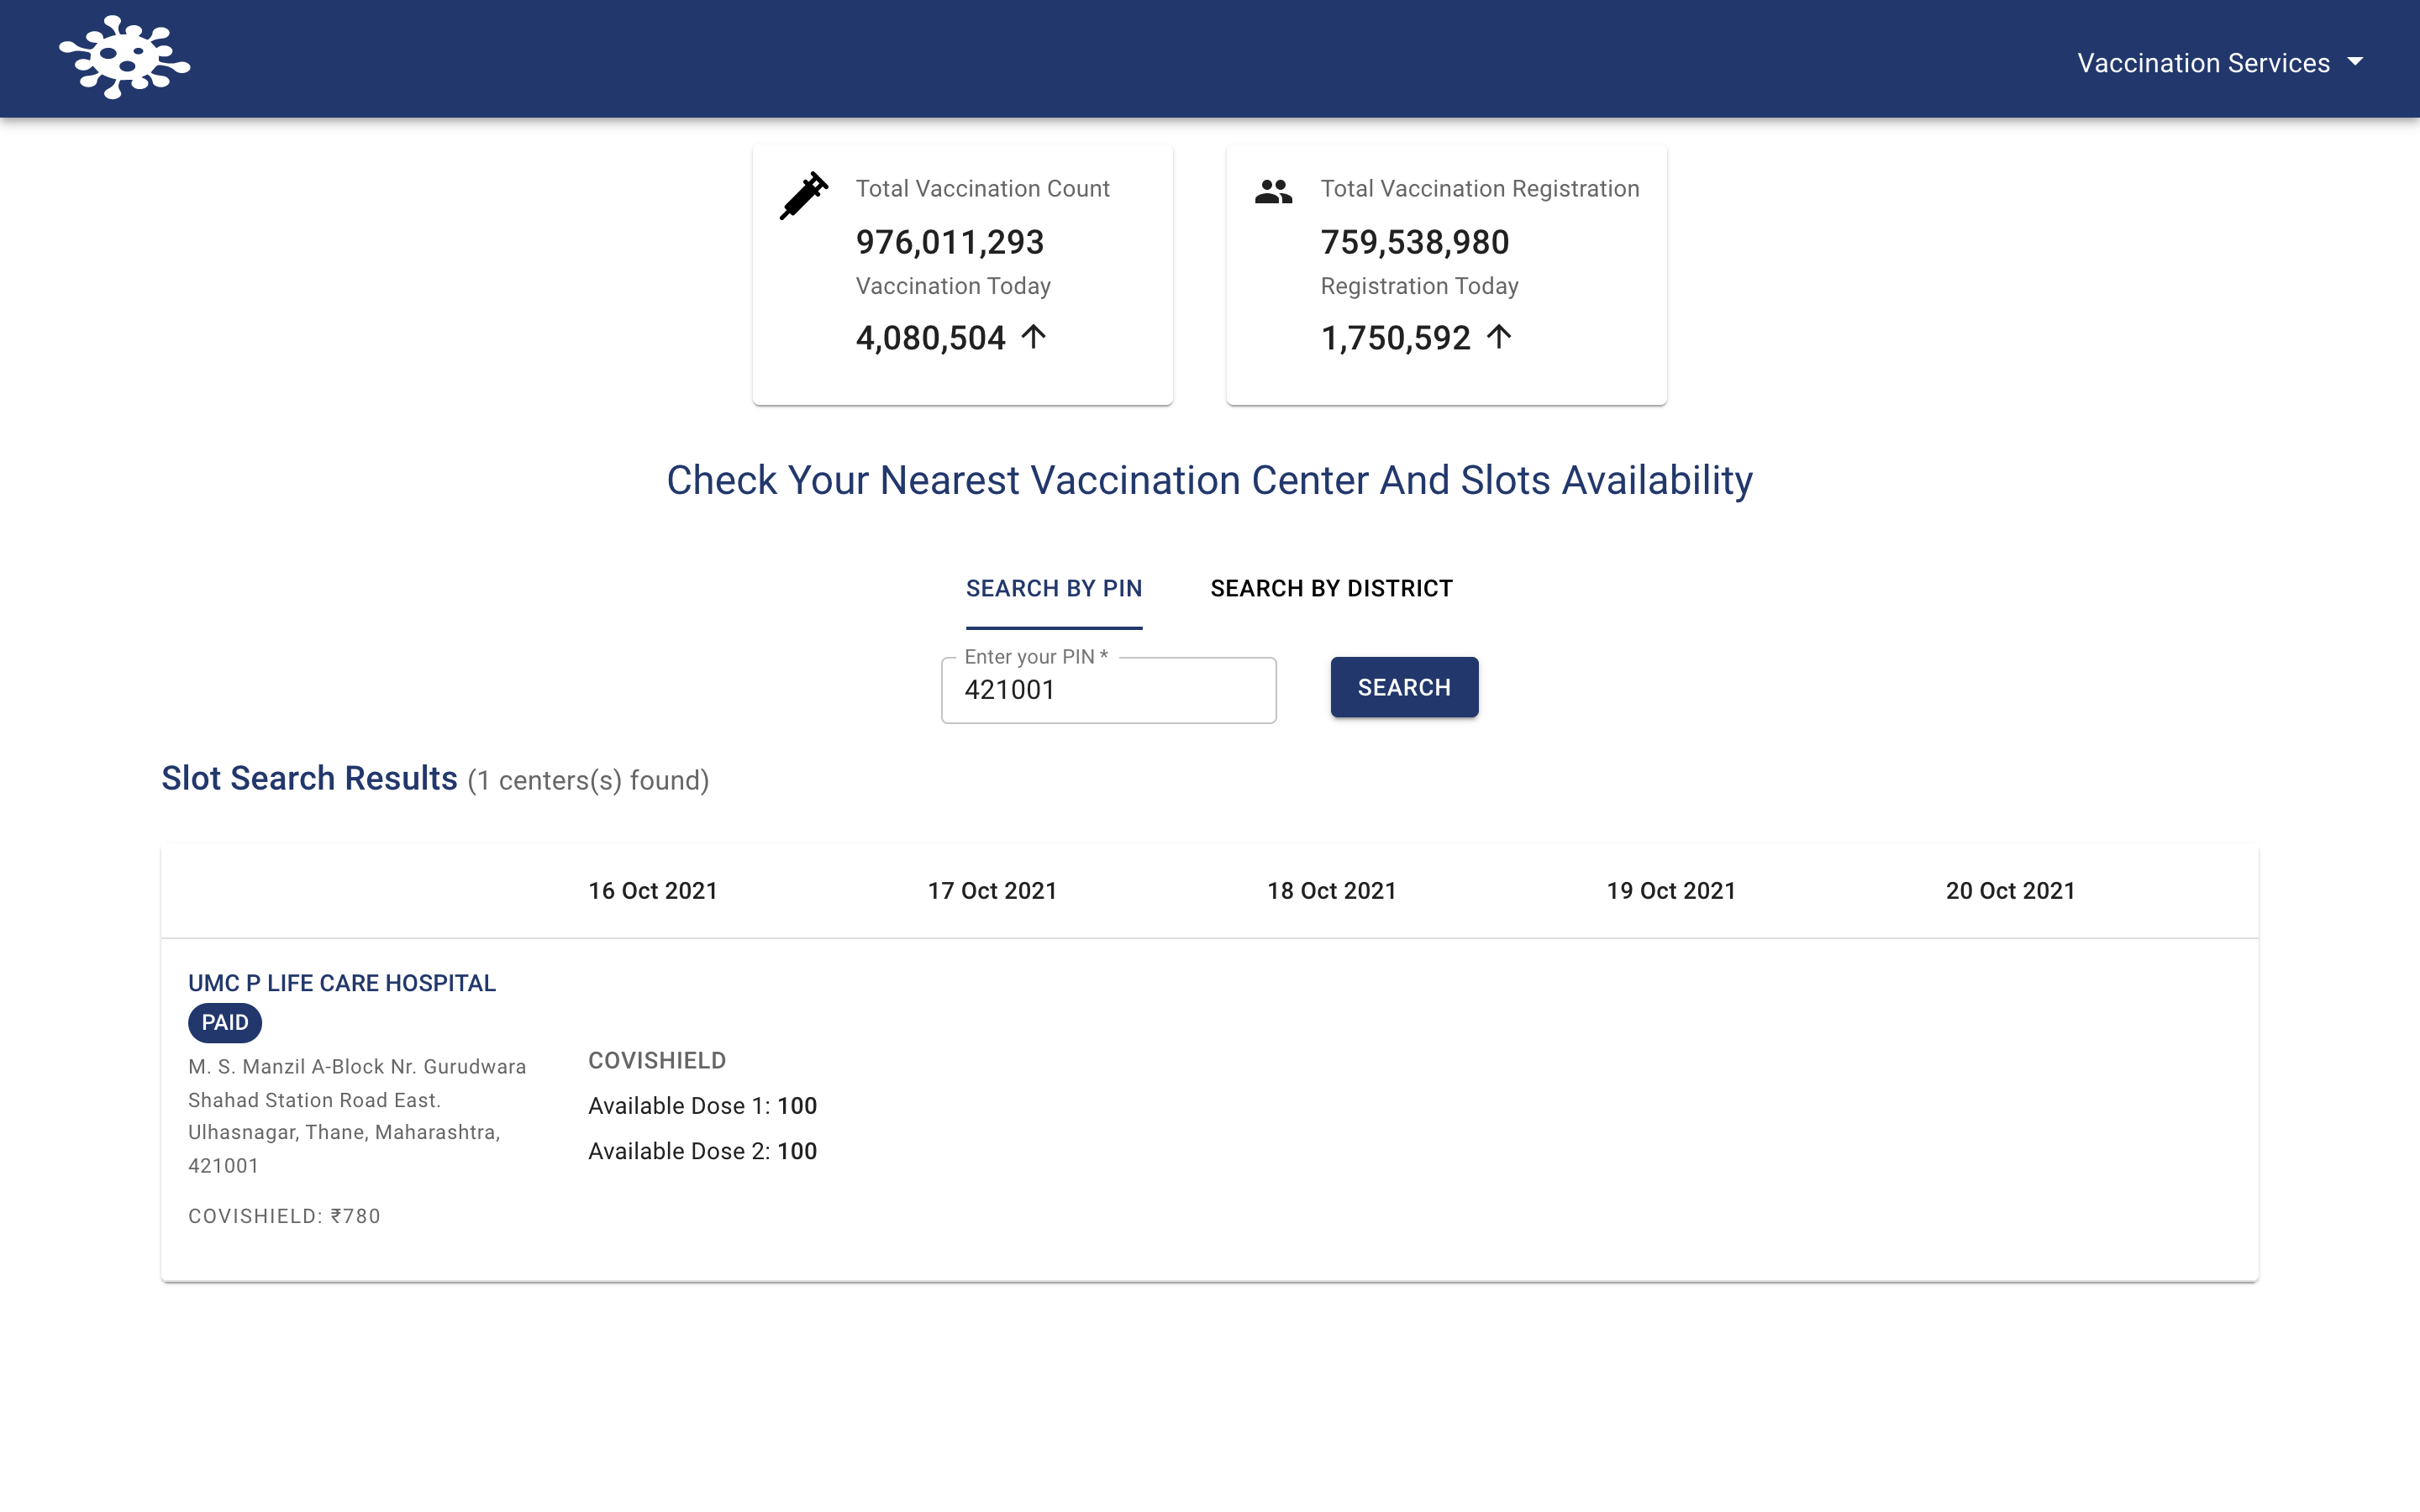 Vaccination Services
Total Vaccination Count
976,011,293
Vaccination Today
4,080,504
Total Vaccination Registration
759,538,980
Registration Today
1,750,592
Check Your Nearest Vaccination Center And Slots Availability
SEARCH BY PIN
SEARCH BY DISTRICT
Enter your PIN *
421001
SEARCH
Slot Search Results (1 centers(s) found)
16 Oct 2021
17 Oct 2021
18 Oct 2021
19 Oct 2021
20 Oct 2021
UMC P LIFE CARE HOSPITAL
PAID
M. S. Manzil A-Block Nr. Gurudwara
Shahad Station Road East.
Ulhasnagar, Thane, Maharashtra,
421001
COVISHIELD: ₹780
COVISHIELD
Available Dose 1: 100
Available Dose 2: 100